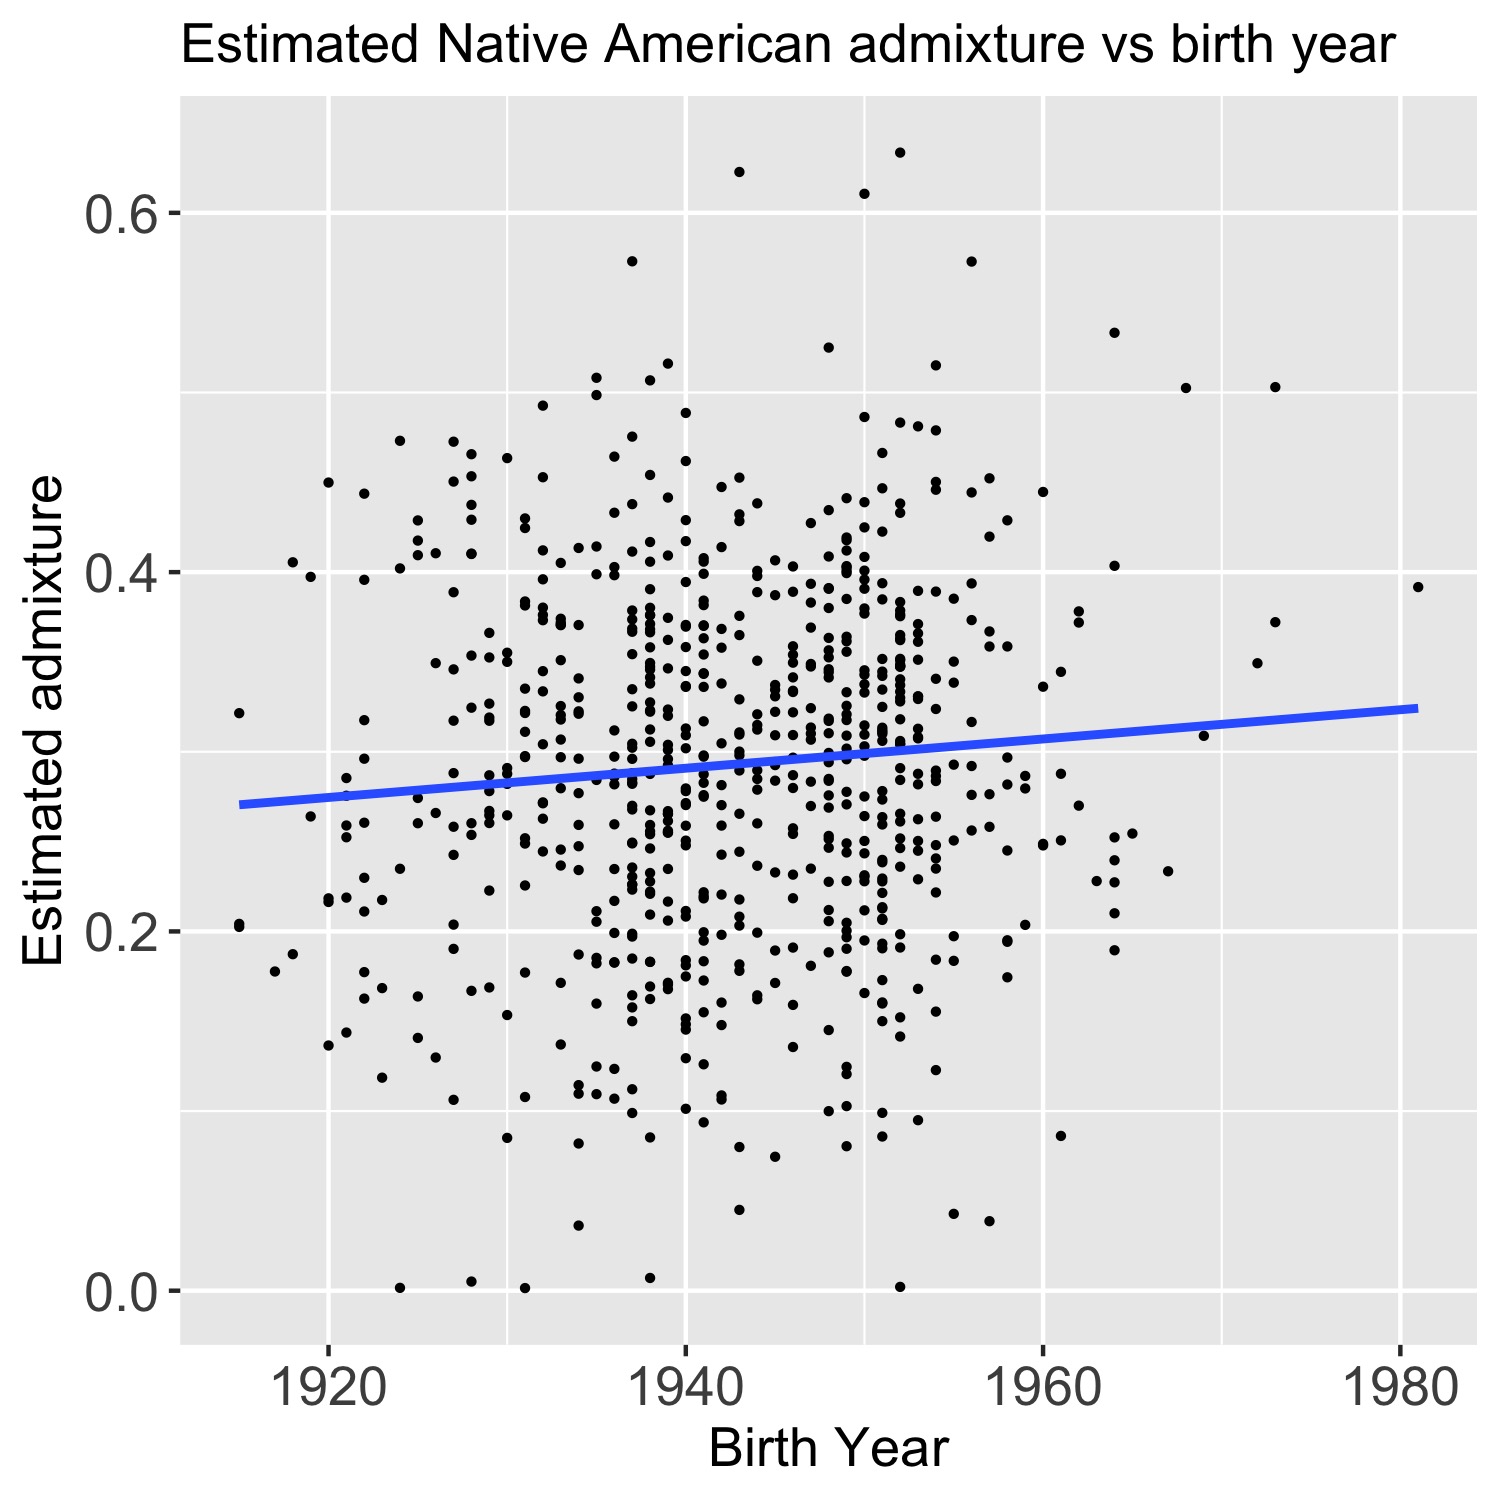 Estimated Native American admixture vs birth year
Estimated admixture
0.6
0.4
0.2
0.0
1920 1940 1960 1980
Birth Year